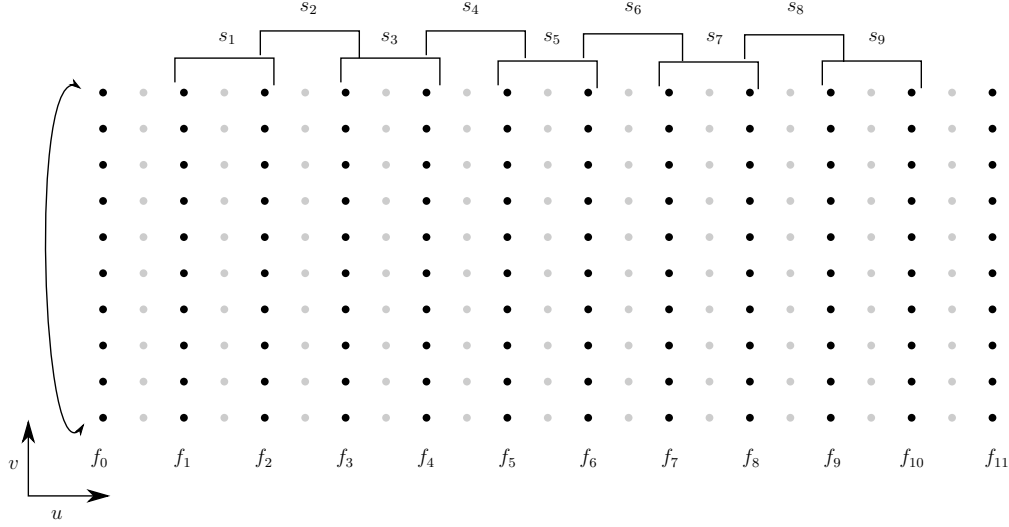 s₂ s₄ s₆ s₈
s₁ s₃ s₅ s₇ s₉
f₀ f₁ f₂ f₃ f₄ f₅ f₆ f₇ f₈ f₉ f₁₀ f₁₁
v
u